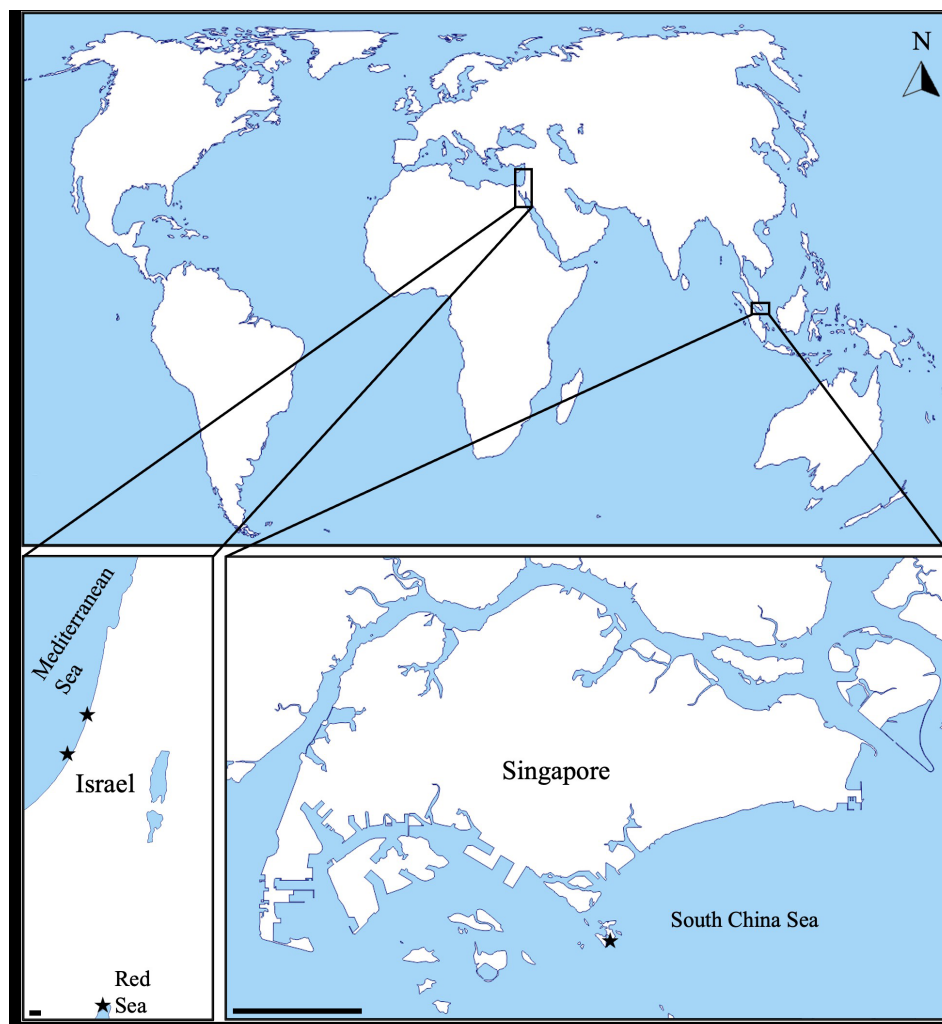 N
Mediterranean
Sea
Israel
Red
Sea
Singapore
South China Sea